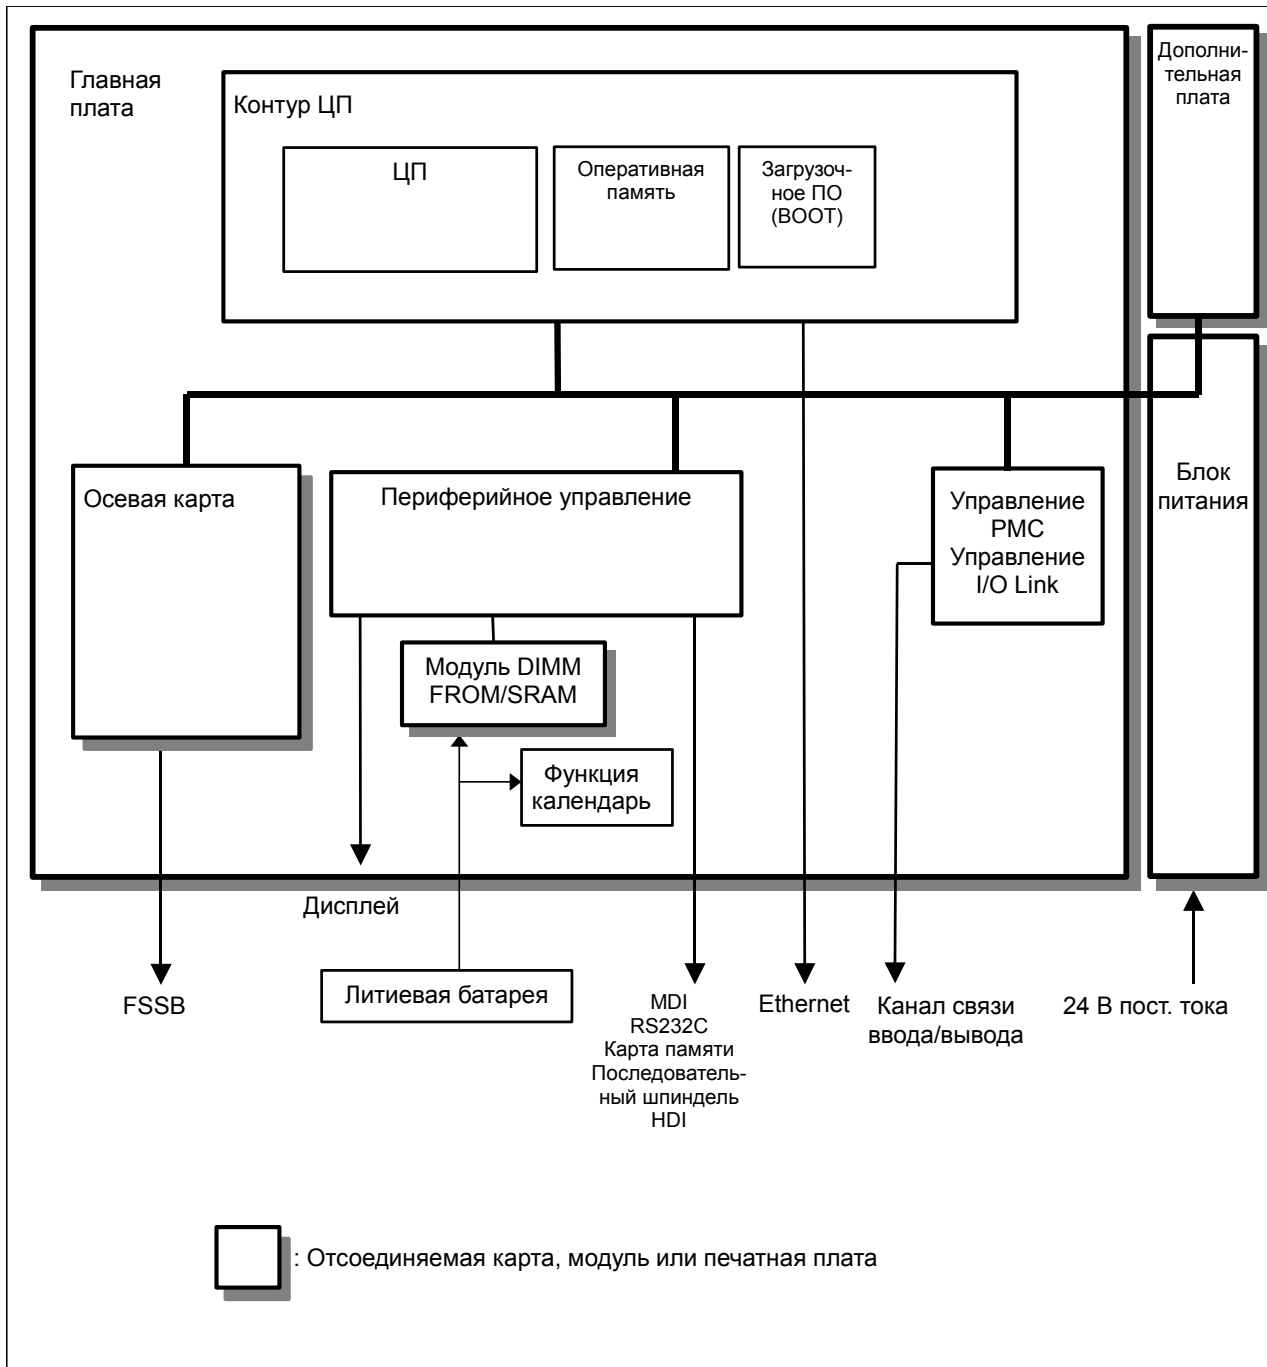 Главная
плата
Контур ЦП
ЦП
Оперативная
память
Загрузоч-
ное ПО
(BOOT)
Дополни-
тельная
плата
Осевая карта
Периферийное управление
Управление
PMC
Управление
I/O Link
Блок
питания
Модуль DIMM
FROM/SRAM
Функция
календарь
Дисплей
FSSB
Литиевая батарея
MDI
RS232C
Карта памяти
Последователь-
ный шпиндель
HDI
Ethernet
Канал связи
ввода/вывода
24 В пост. тока
: Отсоединяемая карта, модуль или печатная плата